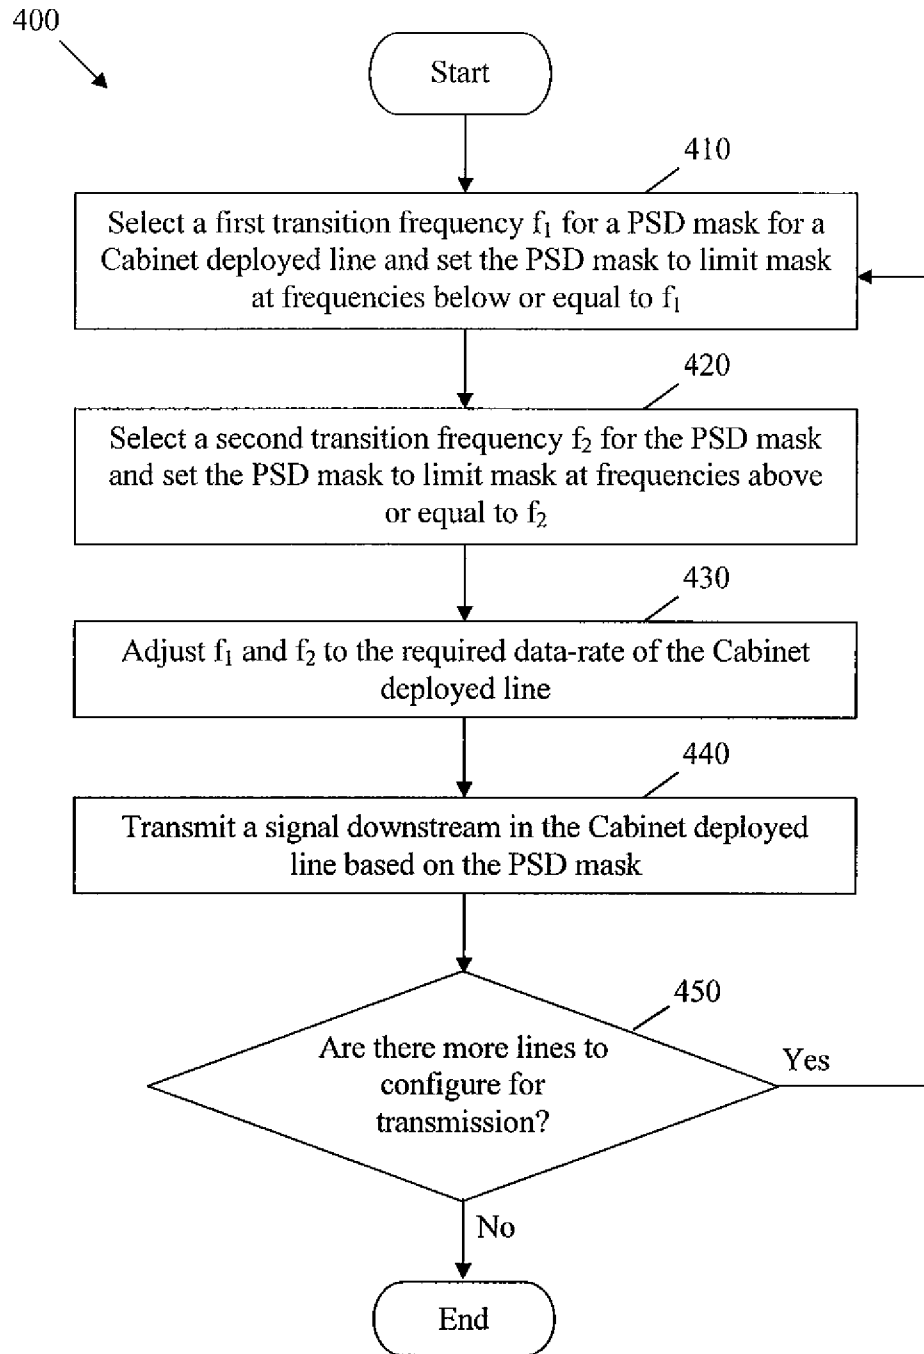 400
Start
410
Select a first transition frequency f₁ for a PSD mask for a
Cabinet deployed line and set the PSD mask to limit mask
at frequencies below or equal to f₁
420
Select a second transition frequency f₂ for the PSD mask
and set the PSD mask to limit mask at frequencies above
or equal to f₂
430
Adjust f₁ and f₂ to the required data-rate of the Cabinet
deployed line
440
Transmit a signal downstream in the Cabinet deployed
line based on the PSD mask
450
Are there more lines to
configure for
transmission?
Yes
No
End